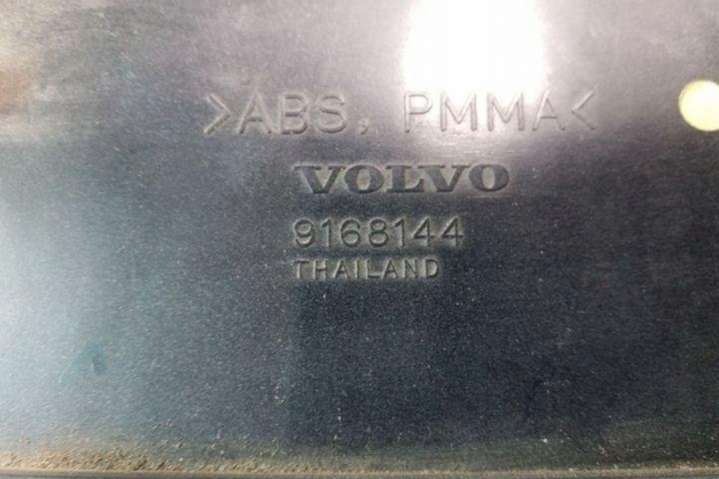 >ABS, PMMA<
VOLVO
9168144
THAILAND